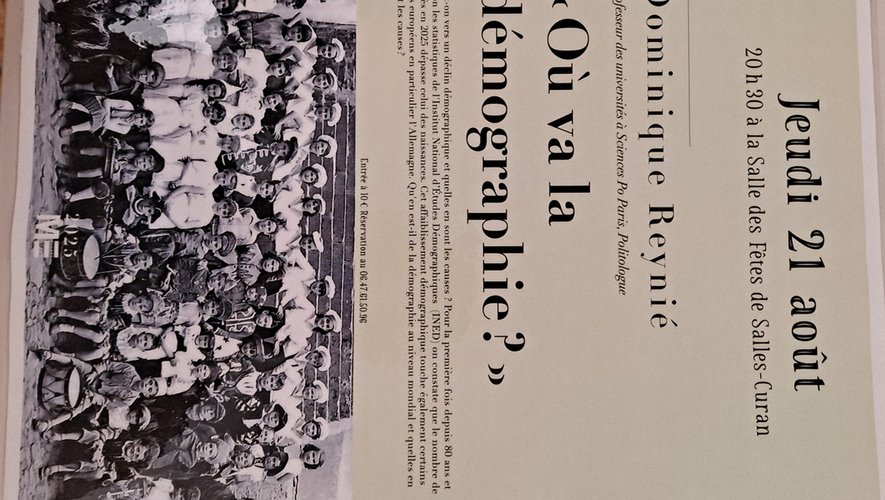 Jeudi 21 août
20 h 30 à la Salle des Fêtes de Salles-Curan
Dominique Reynié
ofesseur des universités à Sciences Po Paris, Politologue
« Où va la
démographie ? »
-on vers un déclin démographique et quelles en sont les causes ? Pour la première fois depuis 80 ans et
n les statistiques de l'Institut National d'Études Démographiques (INED) on constate que le nombre de
ès en 2025 dépasse celui des naissances. Cet affaiblissement démographique touche également certains
s européens en particulier l'Allemagne. Qu'en est-il de la démographie au niveau mondial et quelles en
t les causes ?
Entrée à 10 € Réservation au 06.47.61.50.96
2025
ME